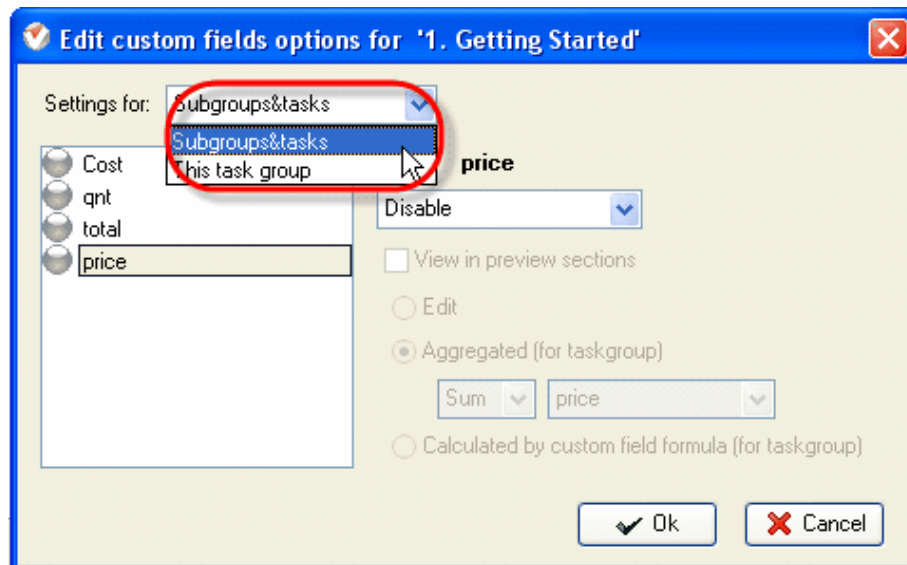 Edit custom fields options for '1. Getting Started'
Settings for: Subgroups&tasks
Subgroups&tasks
This task group
Cost
qnt
total
price
price
Disable
View in preview sections
Edit
Aggregated (for taskgroup)
Sum price
Calculated by custom field formula (for taskgroup)
Ok Cancel